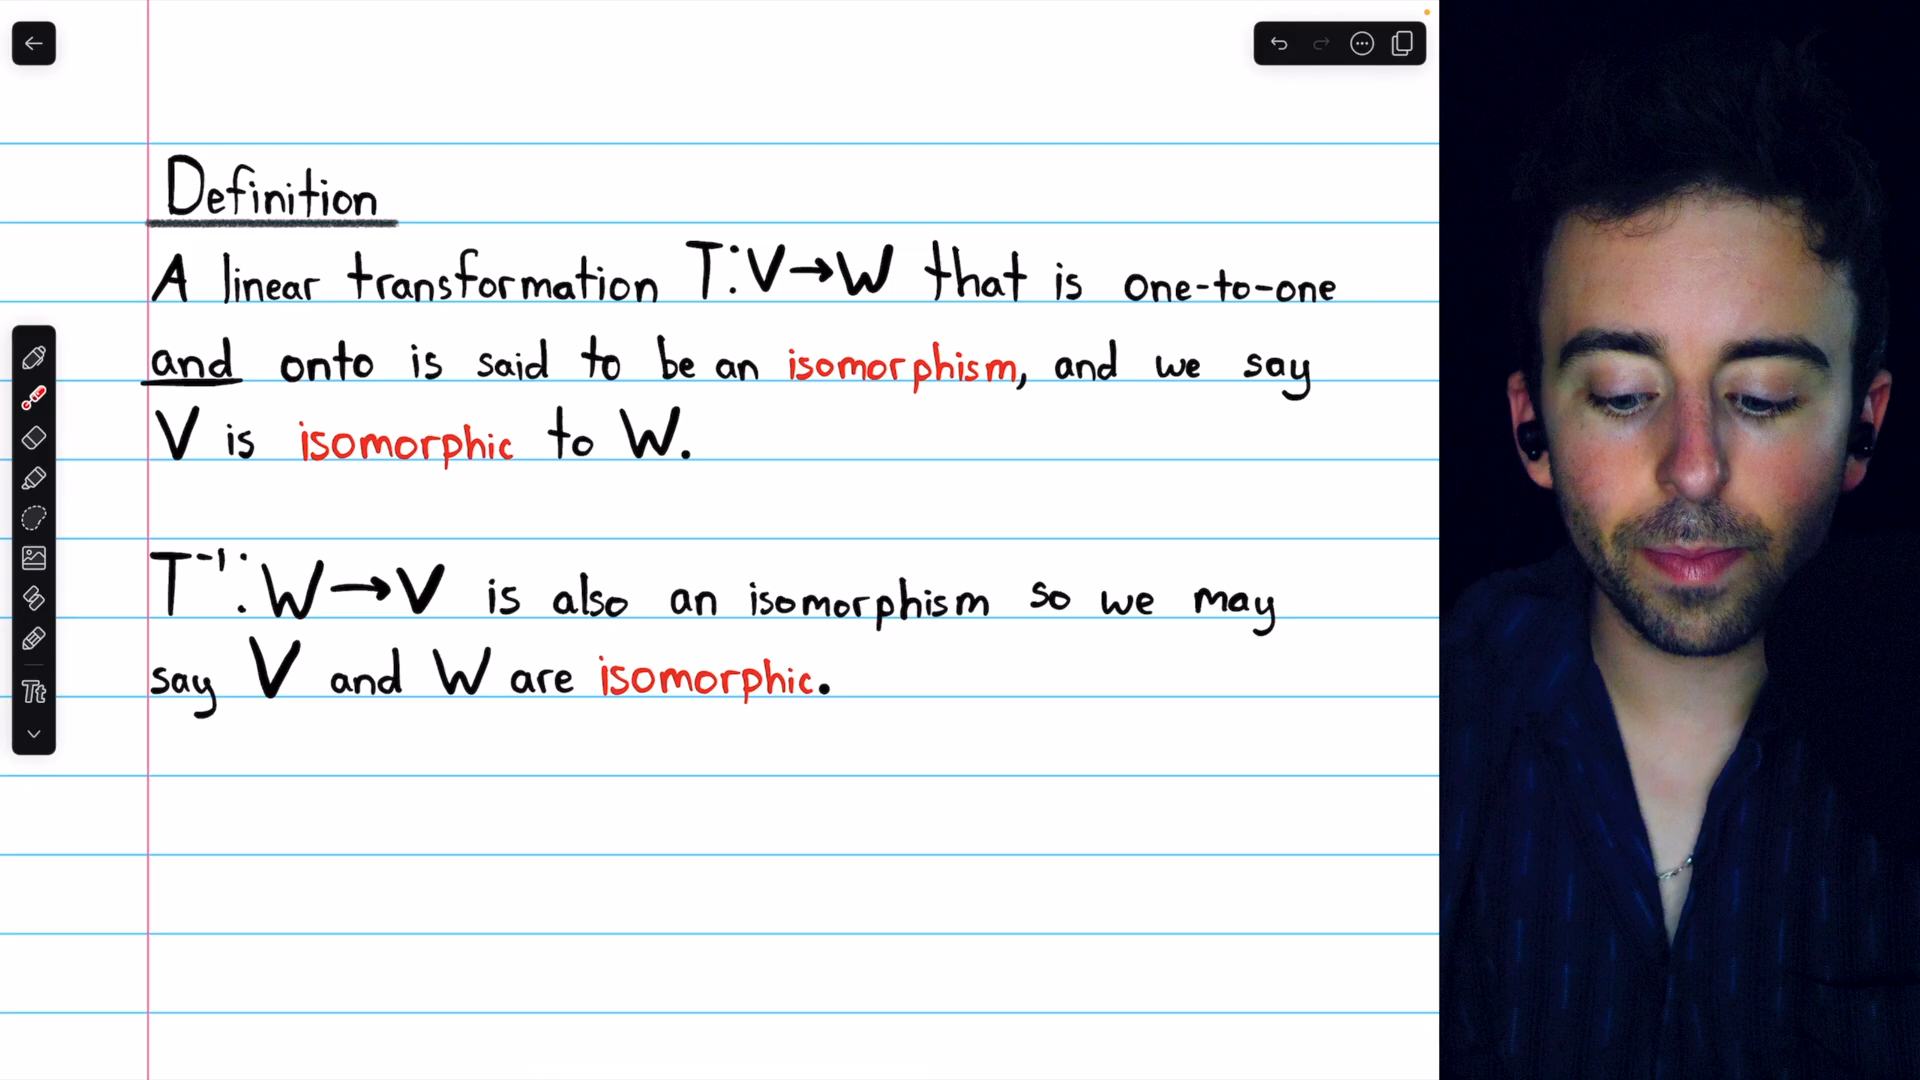 Definition
A linear transformation T:V→W that is one-to-one
and onto is said to be an isomorphism, and we say
V is isomorphic to W.
T⁻¹:W→V is also an isomorphism so we may
say V and W are isomorphic.
Tt